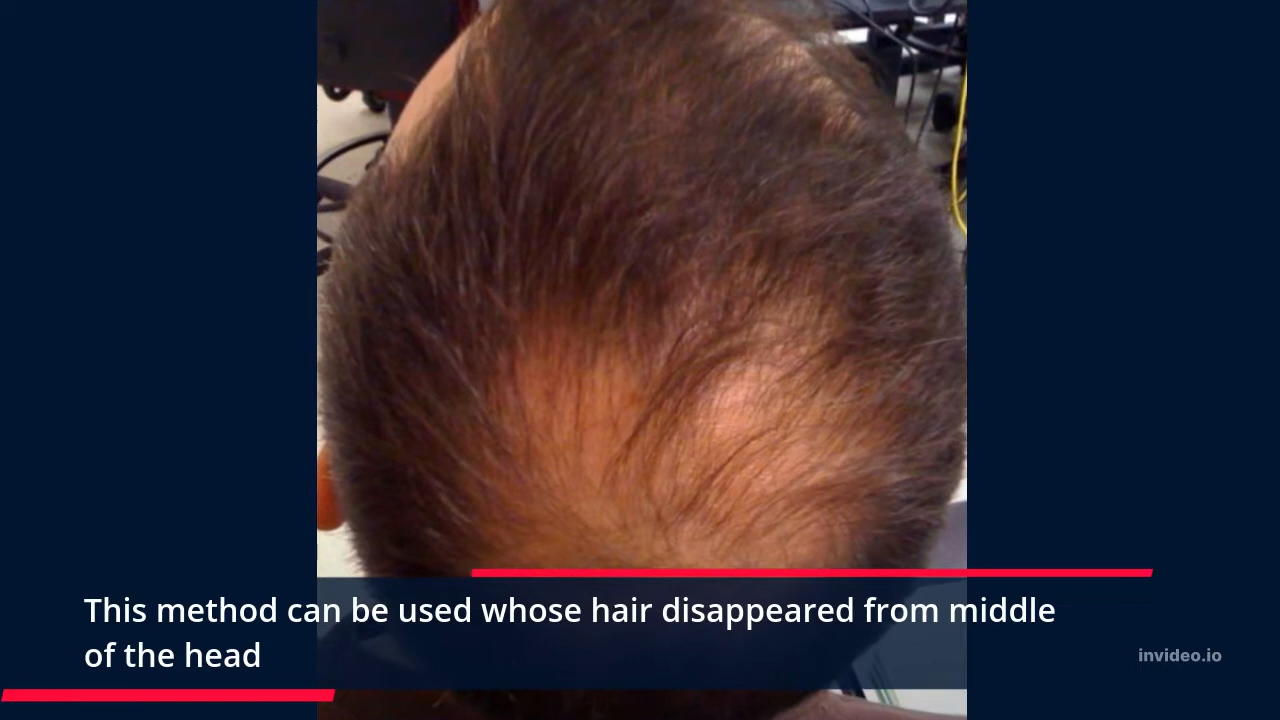 This method can be used whose hair disappeared from middle
of the head
invideo.io